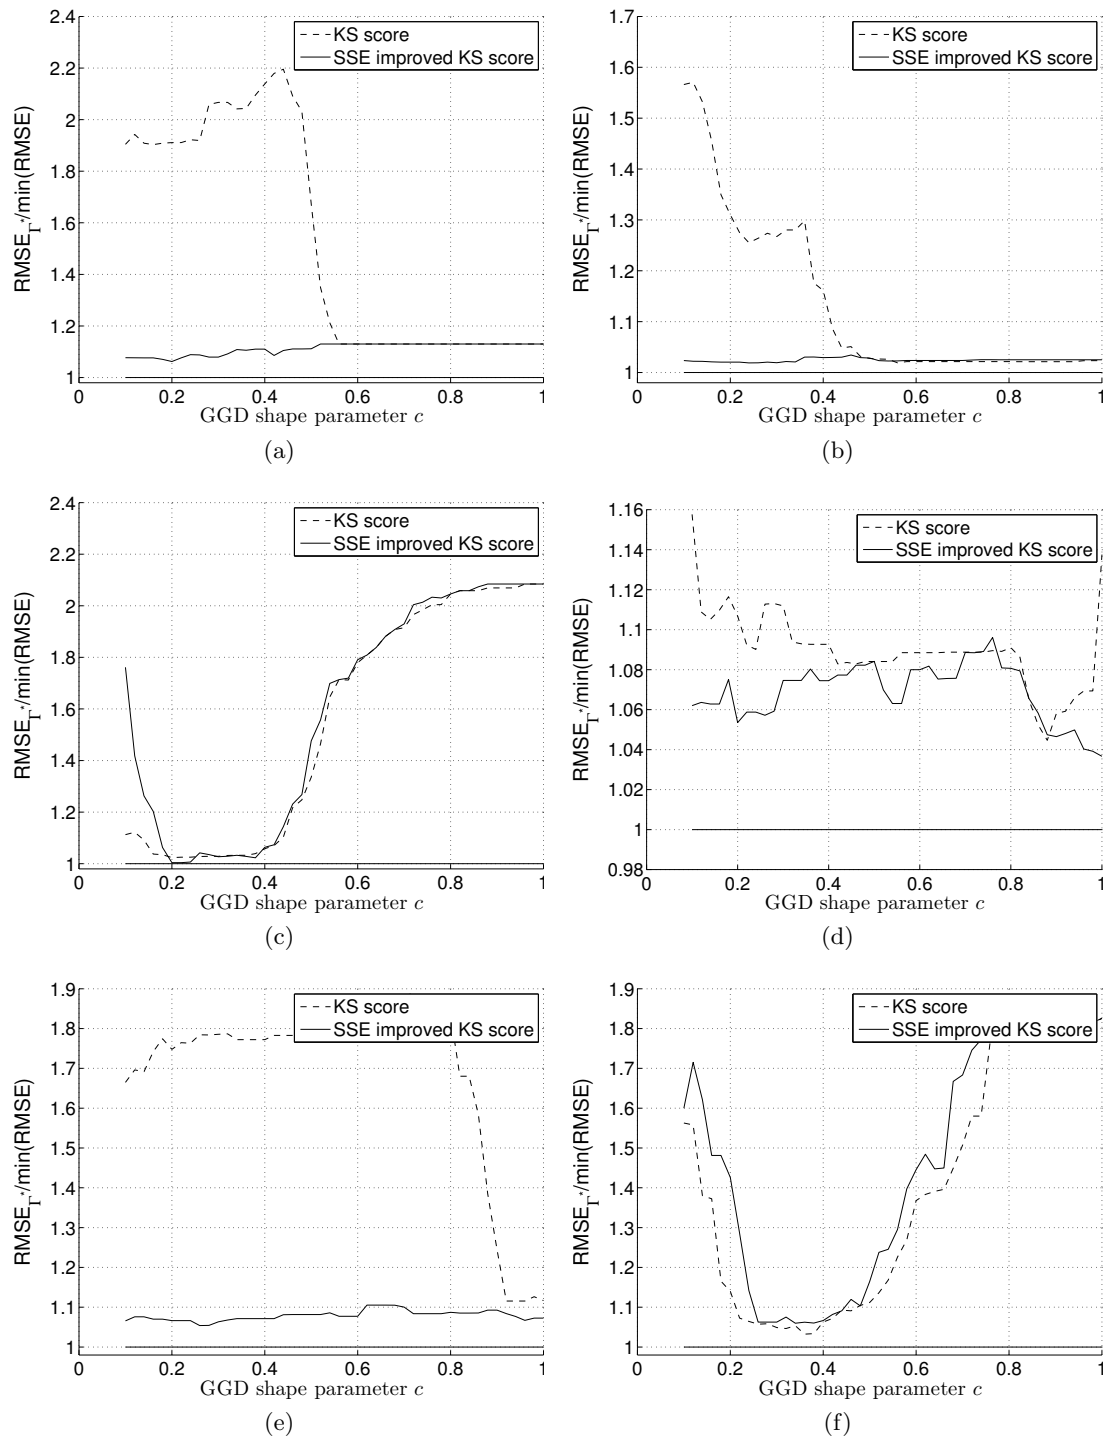 2.4
2.2
2
1.8
1.6
1.4
1.2
1
0 0.2 0.4 0.6 0.8 1
RMSE_Γ*/min(RMSE)
KS score
SSE improved KS score
GGD shape parameter c
(a)
1.7
1.6
1.5
1.4
1.3
1.2
1.1
1
0 0.2 0.4 0.6 0.8 1
RMSE_Γ*/min(RMSE)
KS score
SSE improved KS score
GGD shape parameter c
(b)
2.4
2.2
2
1.8
1.6
1.4
1.2
1
0 0.2 0.4 0.6 0.8 1
RMSE_Γ*/min(RMSE)
KS score
SSE improved KS score
GGD shape parameter c
(c)
1.16
1.14
1.12
1.1
1.08
1.06
1.04
1.02
1
0.98
0 0.2 0.4 0.6 0.8 1
RMSE_Γ*/min(RMSE)
KS score
SSE improved KS score
GGD shape parameter c
(d)
1.9
1.8
1.7
1.6
1.5
1.4
1.3
1.2
1.1
1
0 0.2 0.4 0.6 0.8 1
RMSE_Γ*/min(RMSE)
KS score
SSE improved KS score
GGD shape parameter c
(e)
1.9
1.8
1.7
1.6
1.5
1.4
1.3
1.2
1.1
1
0 0.2 0.4 0.6 0.8 1
RMSE_Γ*/min(RMSE)
KS score
SSE improved KS score
GGD shape parameter c
(f)